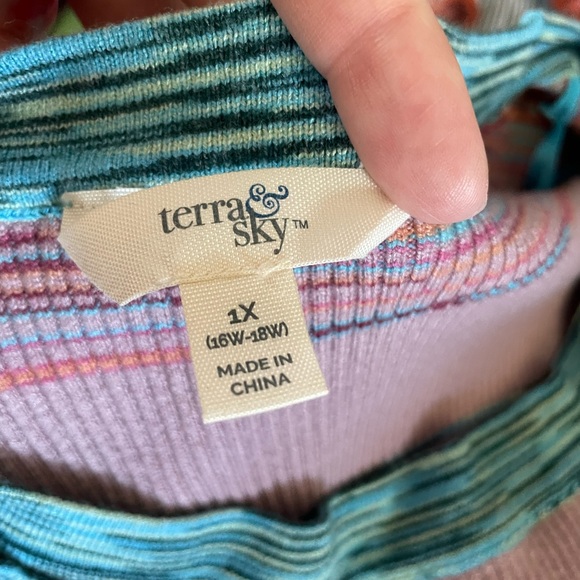 terra &
sky™
1X
(16W-18W)
MADE IN
CHINA